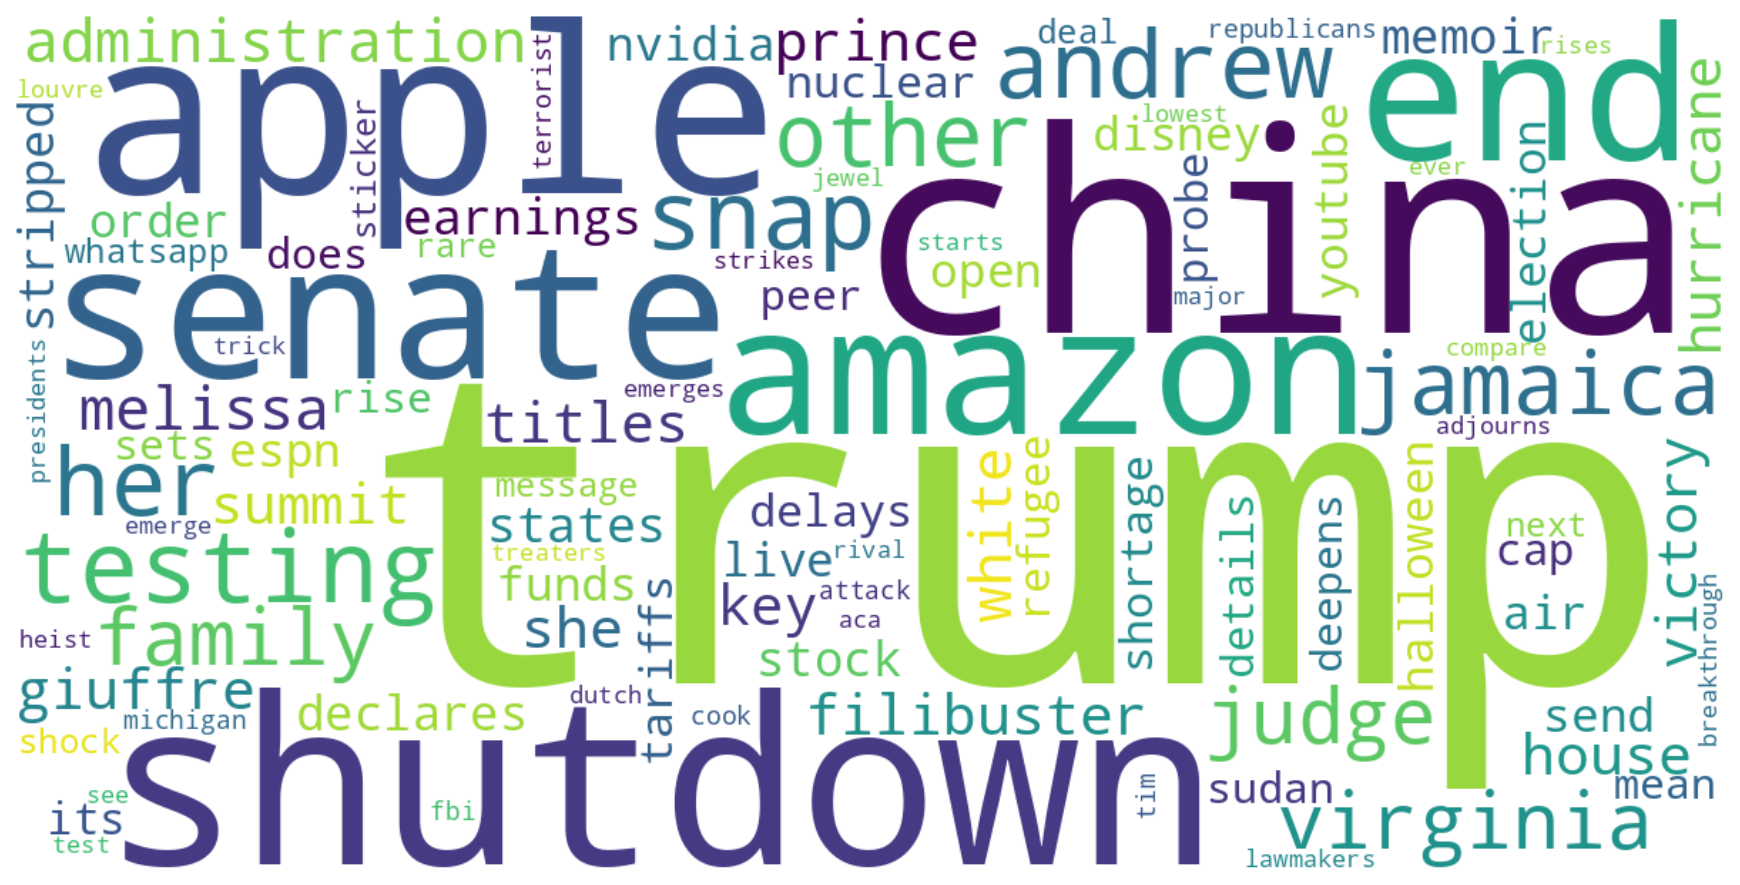 administration
apple
terrorist
nvidia
prince
deal
republicans
memoir
rises
louvre
nuclear
andrew
end
hurricane
stripped
sticker
other
lowest
disney
youtube
ever
election
order
earnings
jewel
snap
china
probe
whatsapp
does
rare
strikes
starts
open
peer
major
senate
trick
presidents
amazon
compare
jamaica
melissa
rise
emerges
titles
adjourns
sets
espn
her
trump
summit
message
delays
white
refugee
shortage
details
deepens
halloween
victory
emerge
states
next
cap
testing
treaters
live
rival
funds
key
attack
aca
air
heist
family
she
tariffs
stock
breakthrough
giuffre
michigan
declares
dutch
cook
filibuster
judge
send
shock
shutdown
house
its
see
fbi
tim
sudan
mean
test
virginia
lawmakers